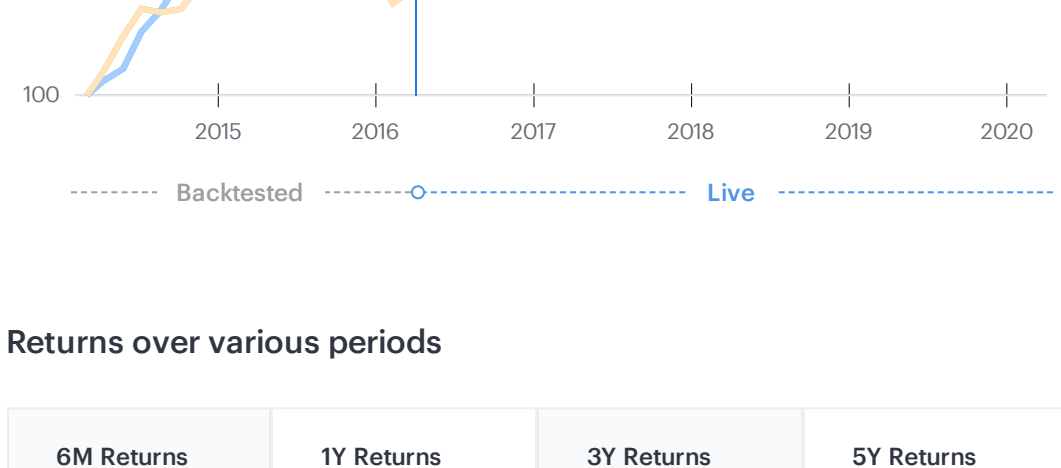 100
2015 2016 2017 2018 2019 2020
Backtested Live
Returns over various periods
6M Returns 1Y Returns 3Y Returns 5Y Returns